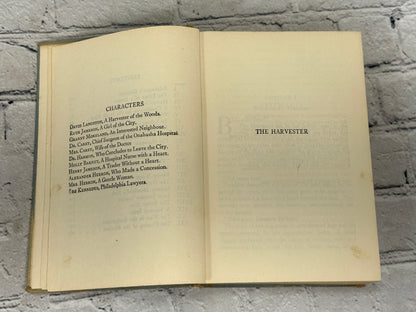 CHARACTERS
DAVID LANGSTON, A Harvester of the Woods.
RUTH JAMESON, A Girl of the City.
GRANNY MORELAND, An Interested Neighbour.
DR. CAREY, Chief Surgeon of the Onabasha Hospital.
MRS. CAREY, Wife of the Doctor.
DR. HARMON, Who Concludes to Leave the City.
MOLLY BARNET, A Hospital Nurse with a Heart.
HENRY JAMESON, A Trader Without a Heart.
ALEXANDER HERRON, Who Made a Concession.
MRS. HERRON, A Gentle Woman.
THE KENNEDYS, Philadelphia Lawyers.
THE HARVESTER